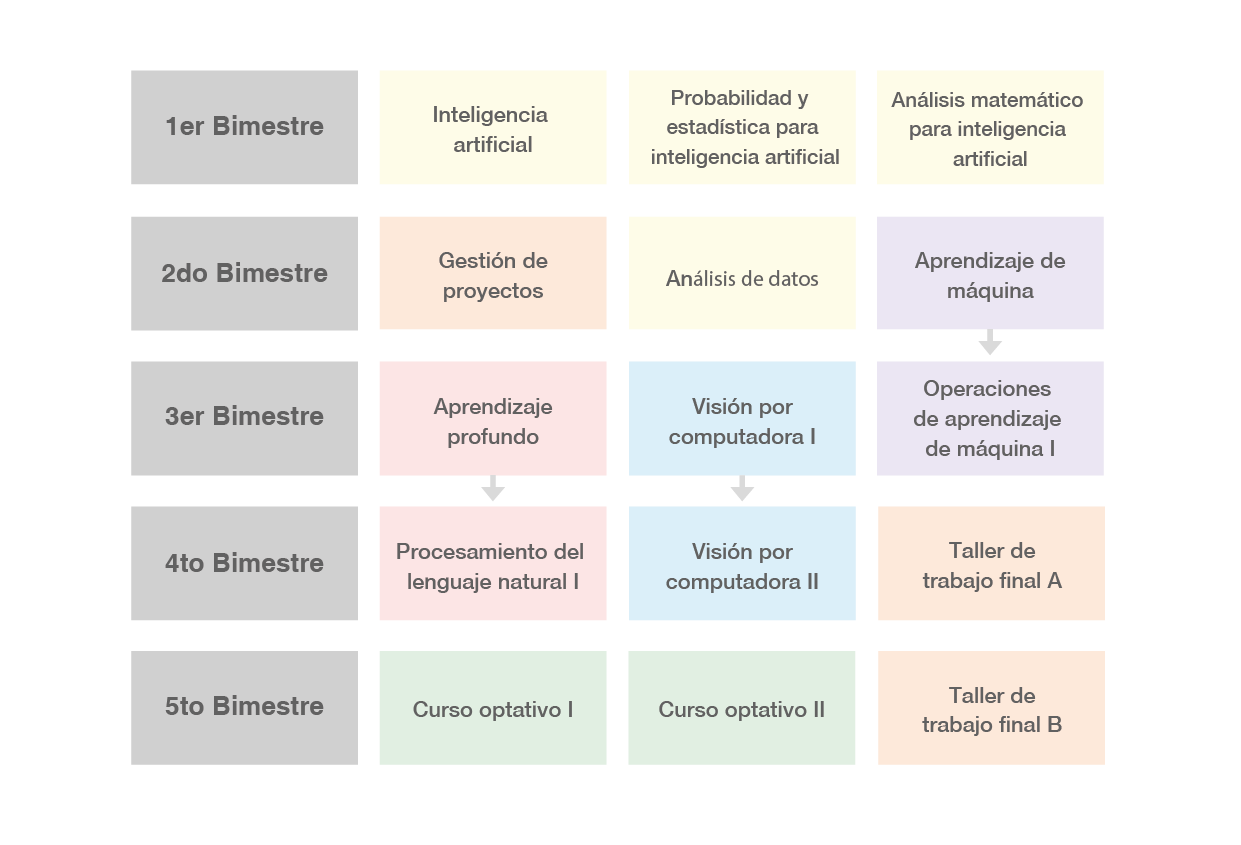 1er Bimestre
Inteligencia
artificial
Probabilidad y
estadística para
inteligencia artificial
Análisis matemático
para inteligencia
artificial
2do Bimestre
Gestión de
proyectos
Análisis de datos
Aprendizaje de
máquina
3er Bimestre
Aprendizaje
profundo
Visión por
computadora I
Operaciones
de aprendizaje
de máquina I
4to Bimestre
Procesamiento del
lenguaje natural I
Visión por
computadora II
Taller de
trabajo final A
5to Bimestre
Curso optativo I
Curso optativo II
Taller de
trabajo final B